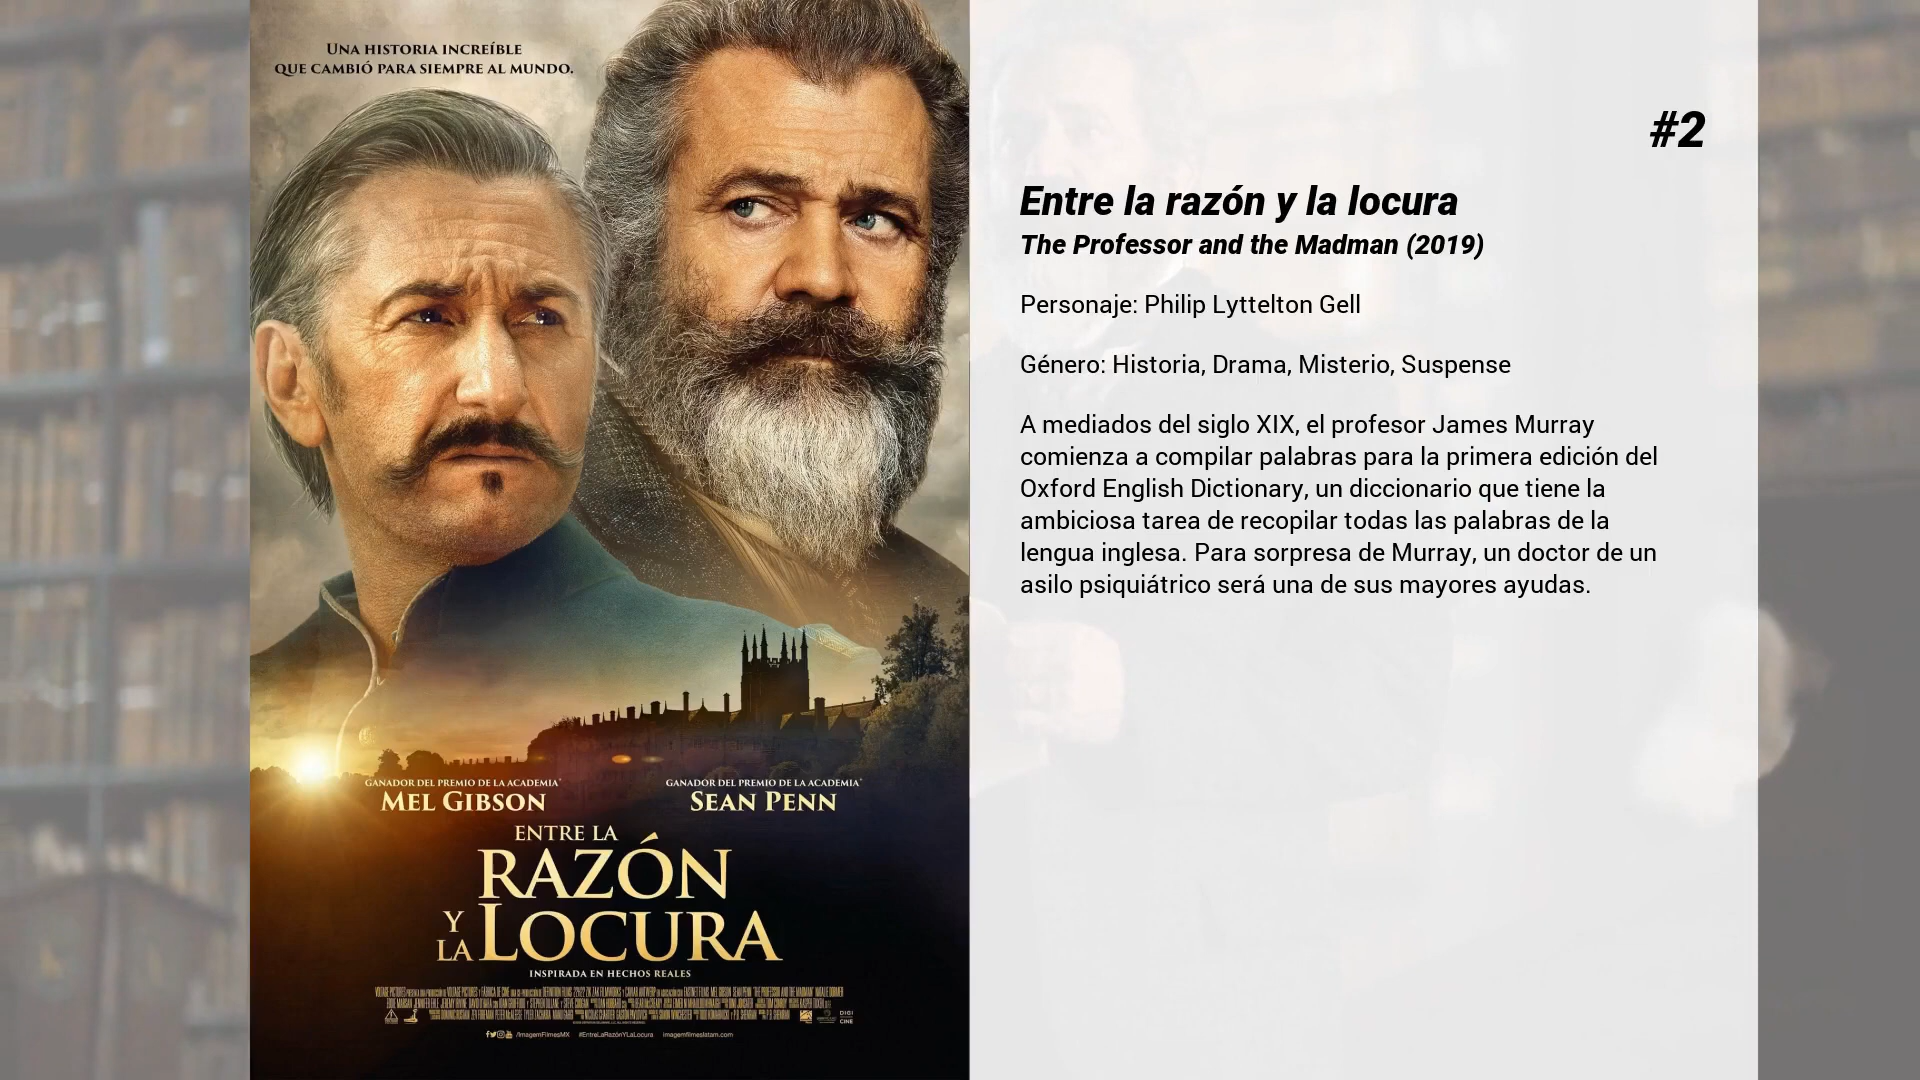 UNA HISTORIA INCREÍBLE
QUE CAMBIÓ PARA SIEMPRE AL MUNDO.
GANADOR DEL PREMIO DE LA ACADEMIA
MEL GIBSON
GANADOR DEL PREMIO DE LA ACADEMIA
SEAN PENN
ENTRE LA
RAZÓN
Y
LA LOCURA
INSPIRADA EN HECHOS REALES
/ImagemFilmesMX #EntreLaRazónYLaLocura imagemfilmeslatam.com
#2
Entre la razón y la locura
The Professor and the Madman (2019)
Personaje: Philip Lyttelton Gell
Género: Historia, Drama, Misterio, Suspense
A mediados del siglo XIX, el profesor James Murray
comienza a compilar palabras para la primera edición del
Oxford English Dictionary, un diccionario que tiene la
ambiciosa tarea de recopilar todas las palabras de la
lengua inglesa. Para sorpresa de Murray, un doctor de un
asilo psiquiátrico será una de sus mayores ayudas.